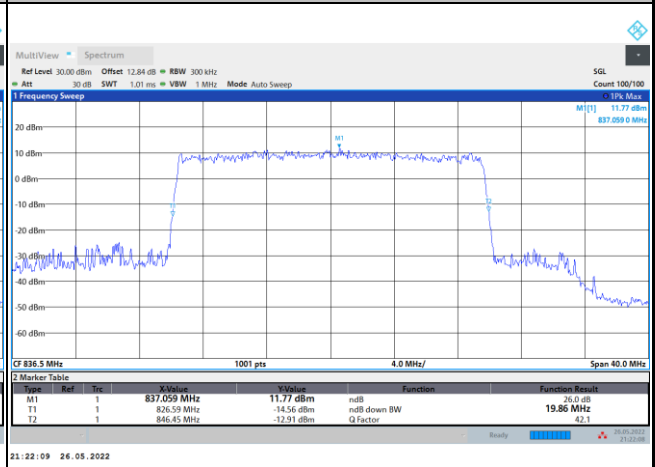 MultiView Spectrum
Ref Level 30.00 dBm Offset 12.84 dB RBW 300 kHz SGL
Att 30 dB SWT 1.01 ms VBW 1 MHz Mode Auto Sweep Count 100/100
1 Frequency Sweep 1Pk Max
M1[1] 11.77 dBm
837.059 0 MHz
20 dBm
M1
10 dBm
0 dBm
-10 dBm
T1 T2
-20 dBm
-30 dBm
-40 dBm
-50 dBm
-60 dBm
CF 836.5 MHz 1001 pts 4.0 MHz/ Span 40.0 MHz
2 Marker Table
Type Ref Trc X-Value Y-Value Function Function Result
M1 1 837.059 MHz 11.77 dBm ndB 26.0 dB
T1 1 826.59 MHz -14.56 dBm ndB down BW 19.86 MHz
T2 1 846.45 MHz -12.91 dBm Q Factor 42.1
Ready 26.05.2022
21:22:08
21:22:09 26.05.2022